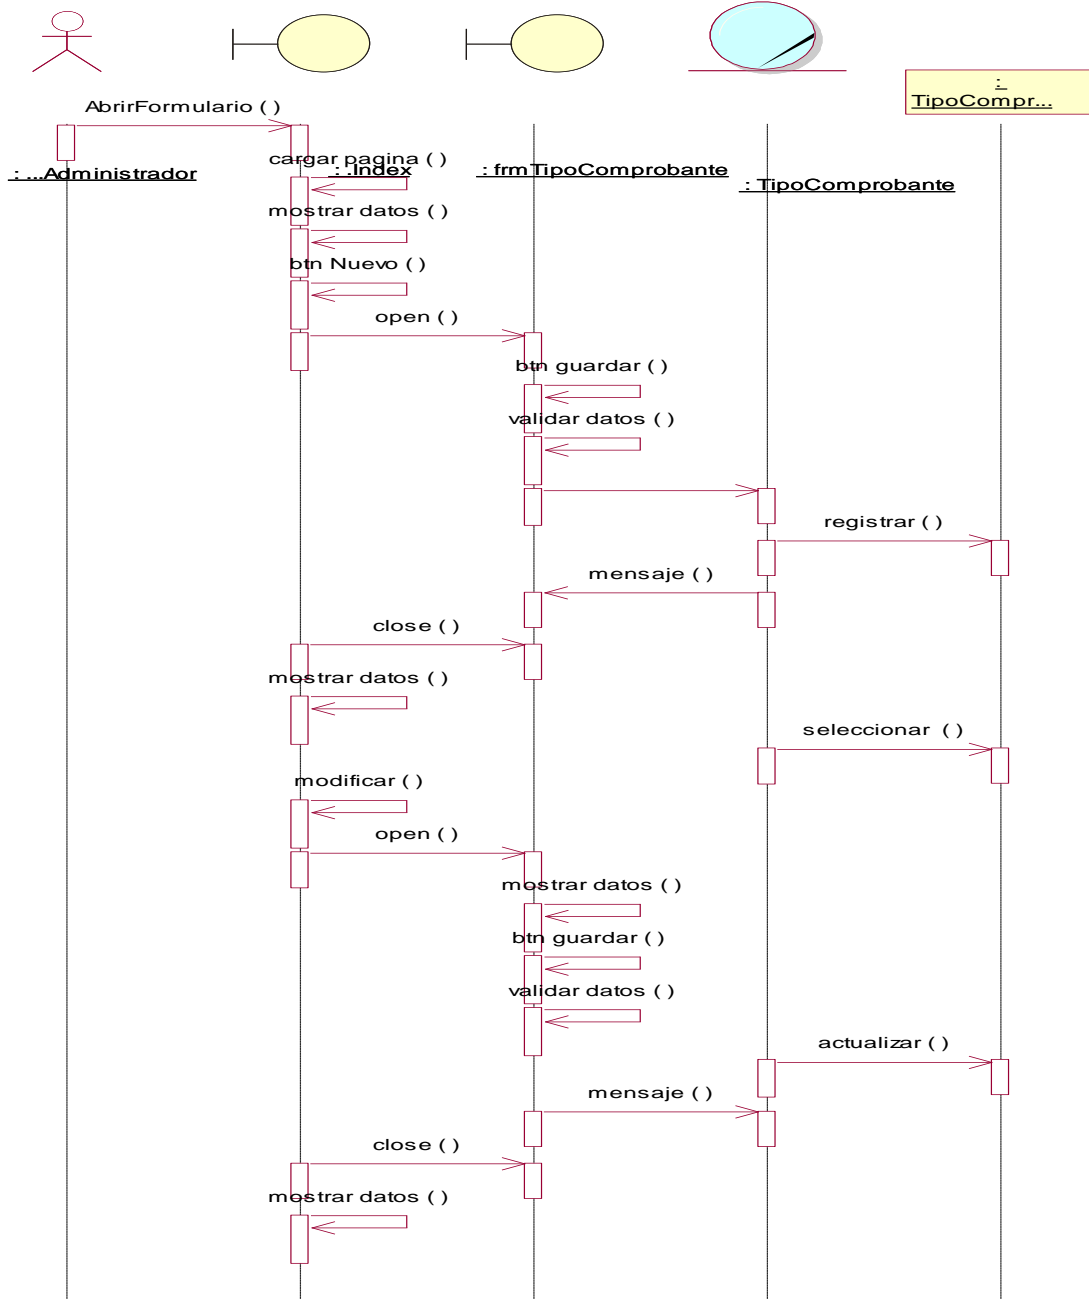 :
TipoCompr...
AbrirFormulario ( )
cargar pagina ( )
: ...Administrador
: .Index
: frmTipoComprobante
: TipoComprobante
mostrar datos ( )
btn Nuevo ( )
open ( )
btn guardar ( )
validar datos ( )
registrar ( )
mensaje ( )
close ( )
mostrar datos ( )
seleccionar ( )
modificar ( )
open ( )
mostrar datos ( )
btn guardar ( )
validar datos ( )
actualizar ( )
mensaje ( )
close ( )
mostrar datos ( )